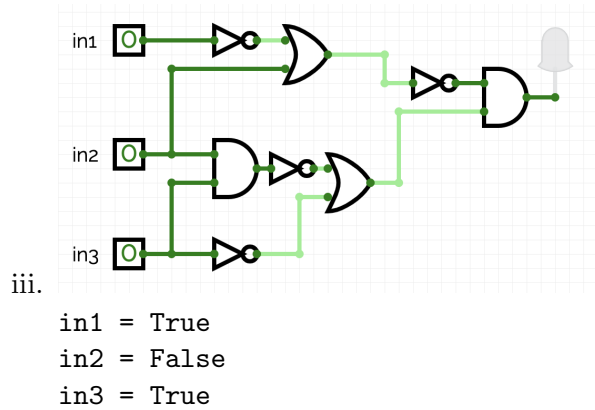 in1 0
in2 0
in3 0
iii.
in1 = True
in2 = False
in3 = True